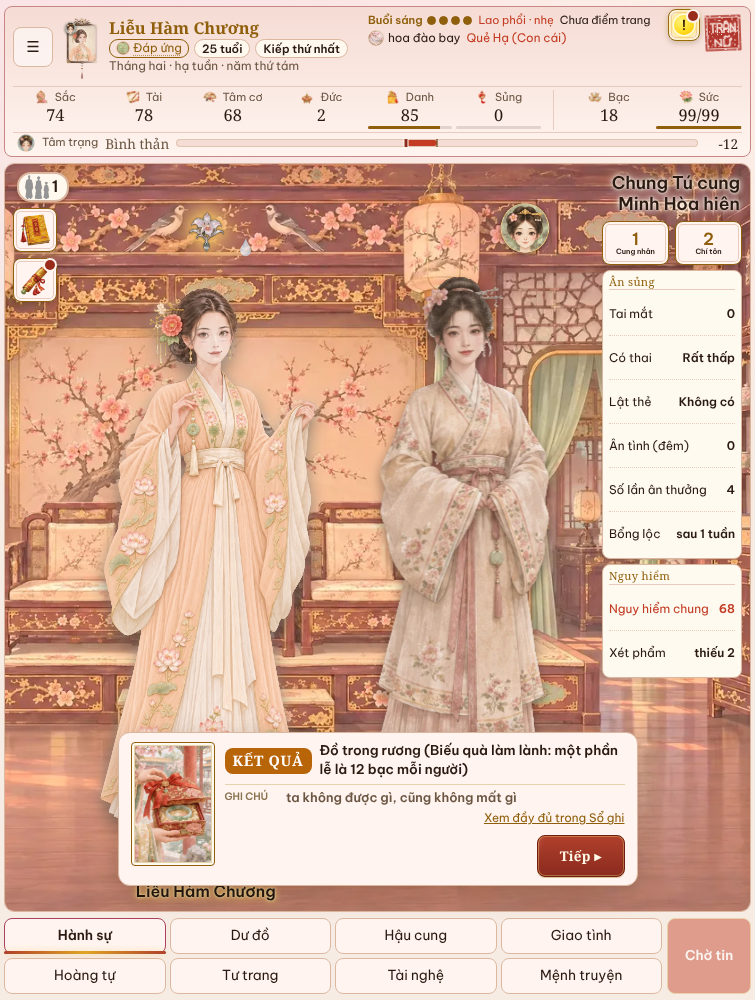 Liễu Hàm Chương
Đáp ứng
25 tuổi
Kiếp thứ nhất
Tháng hai · hạ tuần · năm thứ tám
Buổi sáng
Lao phổi · nhẹ
Chưa điểm trang
hoa đào bay
Quẻ Hạ (Con cái)
!
TRÂN NGỰ
Sắc
74
Tài
78
Tâm cơ
68
Đức
2
Danh
85
Sủng
0
Bạc
18
Sức
99/99
Tâm trạng
Bình thản
-12
1
Chung Tú cung
Minh Hòa hiên
1
Cung nhân
2
Chí tôn
Ân sủng
Tai mắt 0
Có thai Rất thấp
Lật thẻ Không có
Ân tình (đêm) 0
Số lần ân thưởng 4
Bổng lộc sau 1 tuần
Nguy hiểm
Nguy hiểm chung 68
Xét phẩm thiếu 2
KẾT QUẢ
Đồ trong rương (Biếu quà làm lành: một phần
lễ là 12 bạc mỗi người)
GHI CHÚ
ta không được gì, cũng không mất gì
Xem đầy đủ trong Sổ ghi
Tiếp ▸
Liễu Hàm Chương
Hành sự
Dư đồ
Hậu cung
Giao tình
Chờ tin
Hoàng tự
Tư trang
Tài nghệ
Mệnh truyện